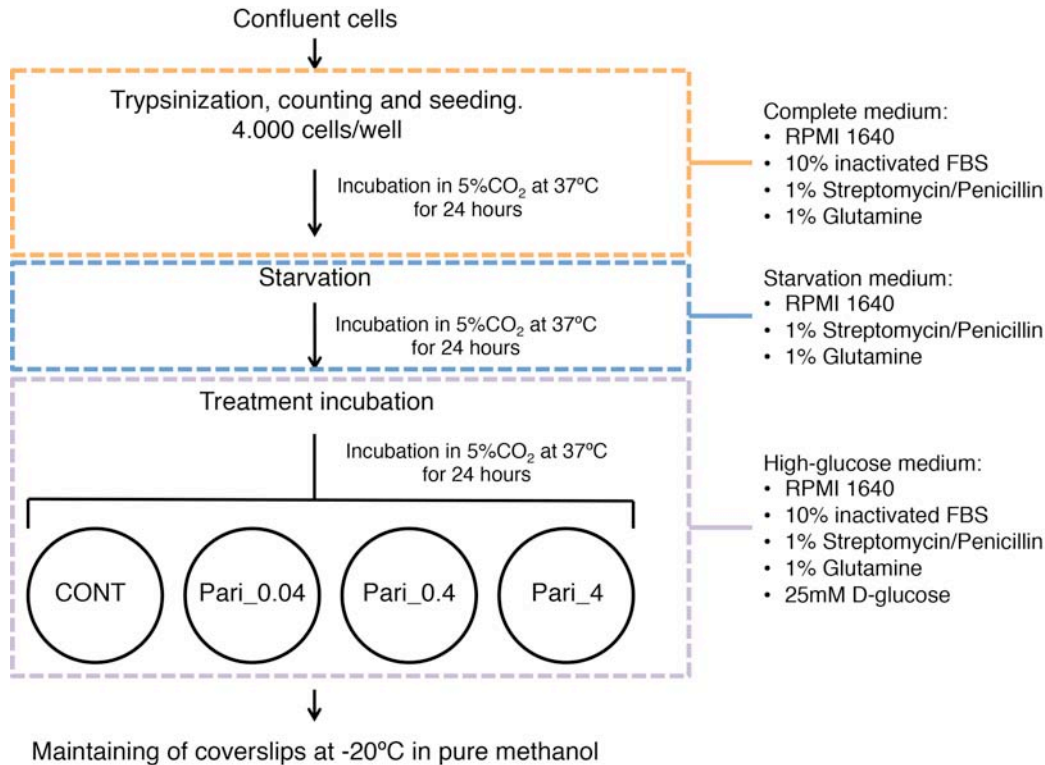 Confluent cells
Trypsinization, counting and seeding.
4.000 cells/well
Incubation in 5%CO₂ at 37ºC
for 24 hours
Complete medium:
• RPMI 1640
• 10% inactivated FBS
• 1% Streptomycin/Penicillin
• 1% Glutamine
Starvation
Incubation in 5%CO₂ at 37ºC
for 24 hours
Starvation medium:
• RPMI 1640
• 1% Streptomycin/Penicillin
• 1% Glutamine
Treatment incubation
Incubation in 5%CO₂ at 37ºC
for 24 hours
CONT
Pari_0.04
Pari_0.4
Pari_4
High-glucose medium:
• RPMI 1640
• 10% inactivated FBS
• 1% Streptomycin/Penicillin
• 1% Glutamine
• 25mM D-glucose
Maintaining of coverslips at -20ºC in pure methanol